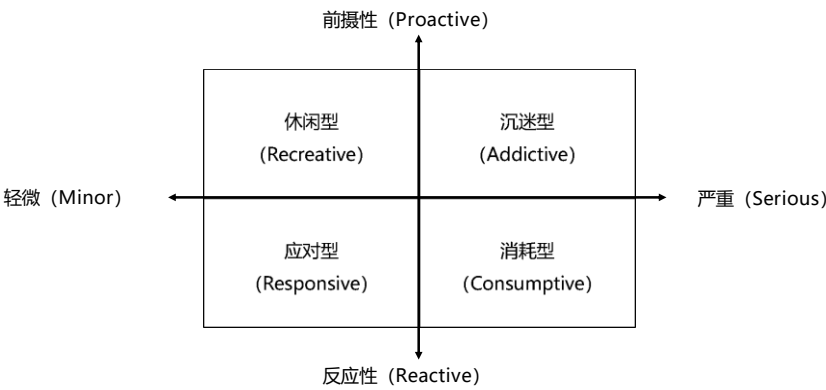 前摄性（Proactive）
休闲型
（Recreative）
沉迷型
（Addictive）
轻微（Minor）
严重（Serious）
应对型
（Responsive）
消耗型
（Consumptive）
反应性（Reactive）